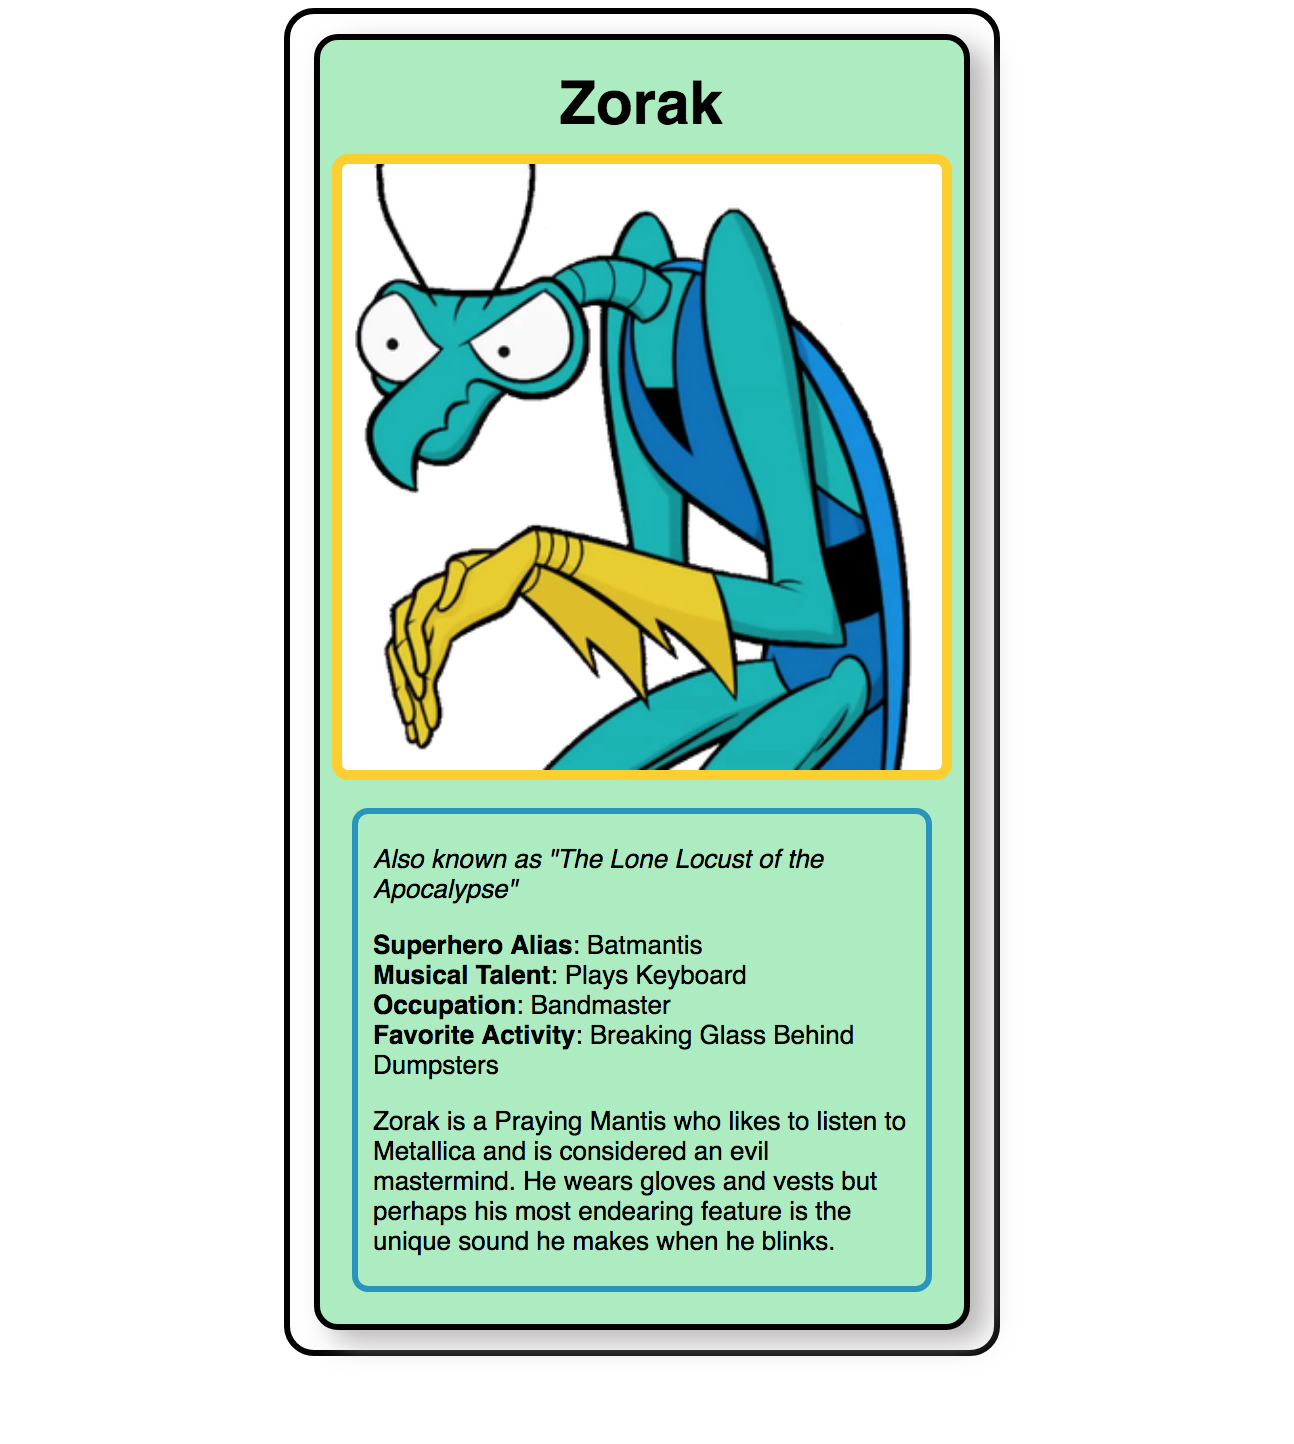 Zorak
Also known as "The Lone Locust of the
Apocalypse"
Superhero Alias: Batmantis
Musical Talent: Plays Keyboard
Occupation: Bandmaster
Favorite Activity: Breaking Glass Behind
Dumpsters
Zorak is a Praying Mantis who likes to listen to
Metallica and is considered an evil
mastermind. He wears gloves and vests but
perhaps his most endearing feature is the
unique sound he makes when he blinks.